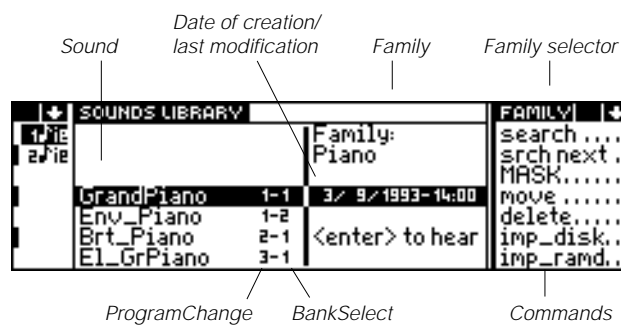 Date of creation/
Sound last modification Family Family selector
SOUNDS LIBRARY FAMILY
1 Family: search ....
2 Piano srch next .
MASK......
GrandPiano 1-1 3/ 9/1993-14:00 move ......
Env_Piano 1-2 delete.....
Brt_Piano 2-1 <enter> to hear imp_disk..
El_GrPiano 3-1 imp_ramd..
ProgramChange BankSelect Commands